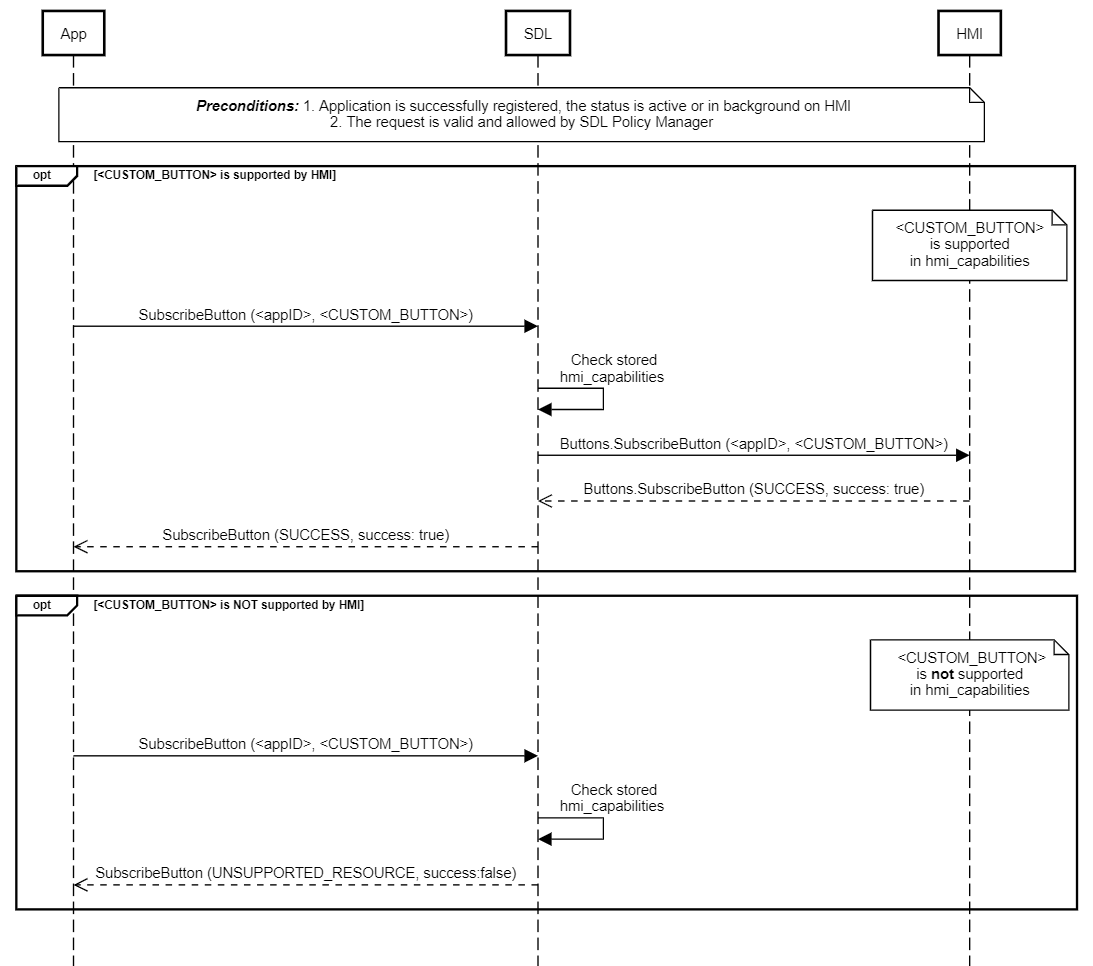 App
SDL
HMI
Preconditions: 1. Application is successfully registered, the status is active or in background on HMI
2. The request is valid and allowed by SDL Policy Manager
opt
[<CUSTOM_BUTTON> is supported by HMI]
<CUSTOM_BUTTON>
is supported
in hmi_capabilities
SubscribeButton (<appID>, <CUSTOM_BUTTON>)
Check stored
hmi_capabilities
Buttons.SubscribeButton (<appID>, <CUSTOM_BUTTON>)
Buttons.SubscribeButton (SUCCESS, success: true)
SubscribeButton (SUCCESS, success: true)
opt
[<CUSTOM_BUTTON> is NOT supported by HMI]
<CUSTOM_BUTTON>
is not supported
in hmi_capabilities
SubscribeButton (<appID>, <CUSTOM_BUTTON>)
Check stored
hmi_capabilities
SubscribeButton (UNSUPPORTED_RESOURCE, success:false)